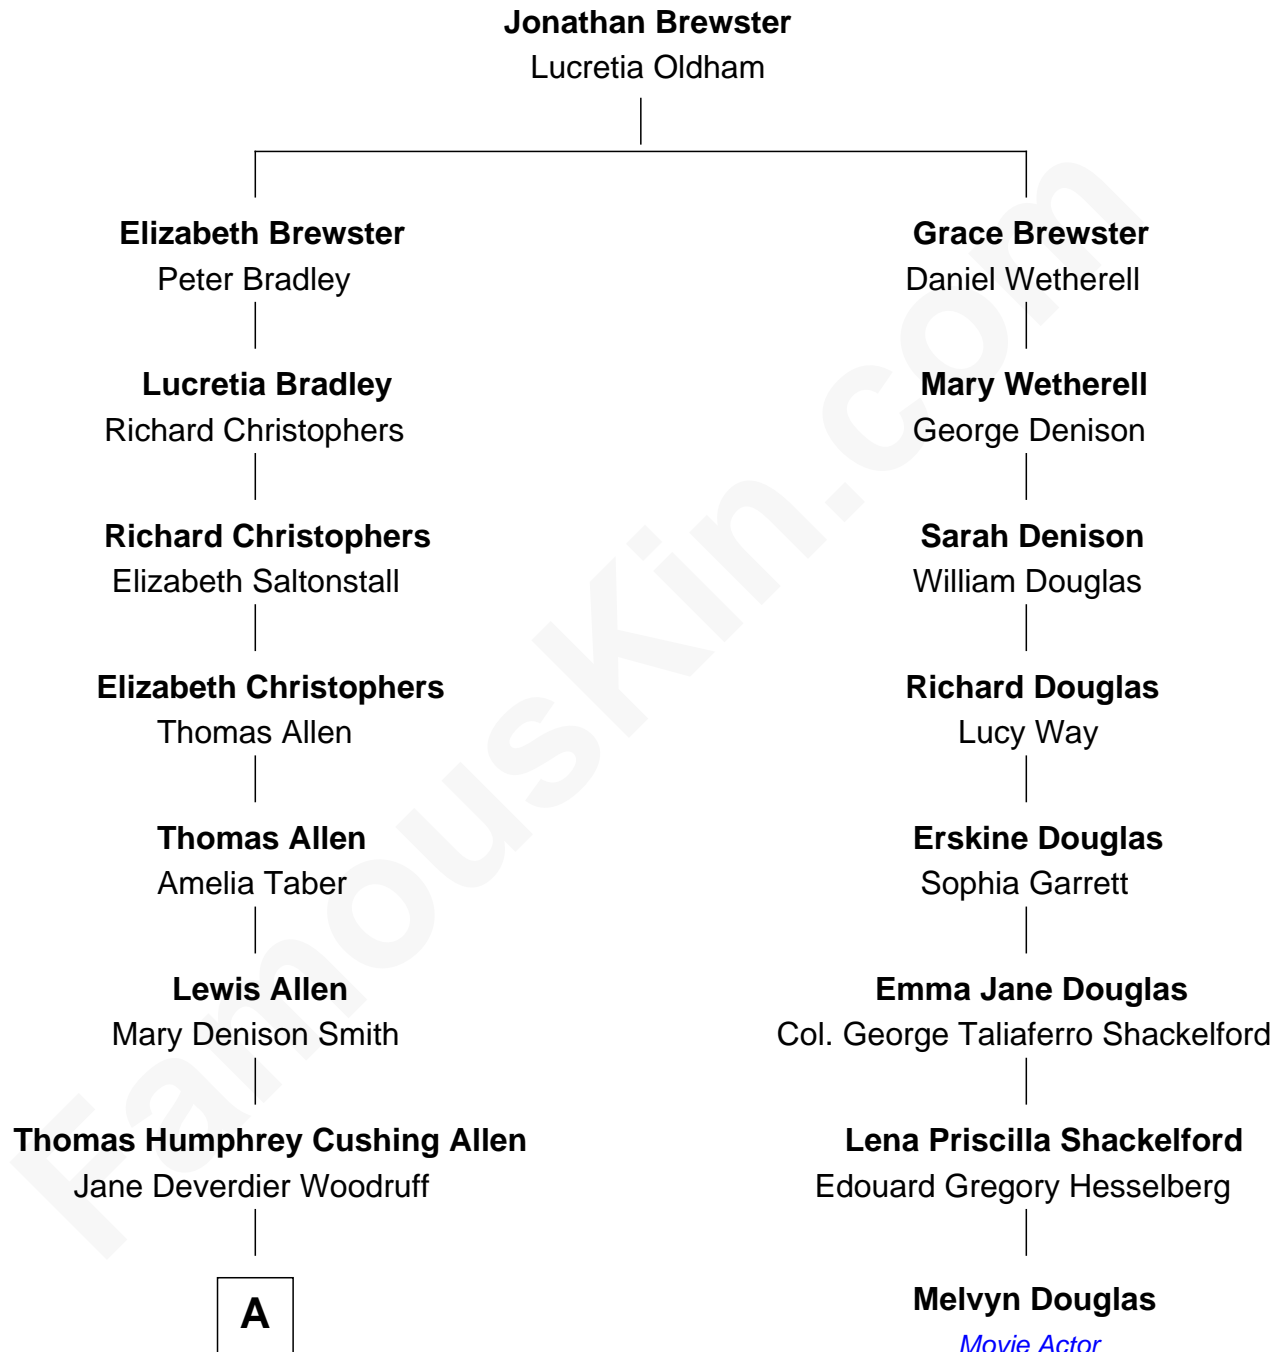 Jonathan Brewster
Lucretia Oldham
Elizabeth Brewster
Peter Bradley
Grace Brewster
Daniel Wetherell
Lucretia Bradley
Richard Christophers
Mary Wetherell
George Denison
Richard Christophers
Elizabeth Saltonstall
Sarah Denison
William Douglas
Elizabeth Christophers
Thomas Allen
Richard Douglas
Lucy Way
Thomas Allen
Amelia Taber
Erskine Douglas
Sophia Garrett
Lewis Allen
Mary Denison Smith
Emma Jane Douglas
Col. George Taliaferro Shackelford
Thomas Humphrey Cushing Allen
Jane Deverdier Woodruff
Lena Priscilla Shackelford
Edouard Gregory Hesselberg
A
Melvyn Douglas
Movie Actor
FamousKin.com